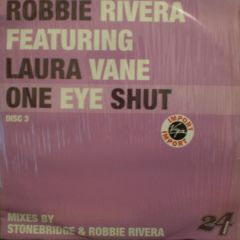 ROBBIE RIVERA
FEATURING
LAURA VANE
ONE EYE SHUT
DISC 3
IMPORT
IMPORT
MIXES BY
STONEBRIDGE & ROBBIE RIVERA
24